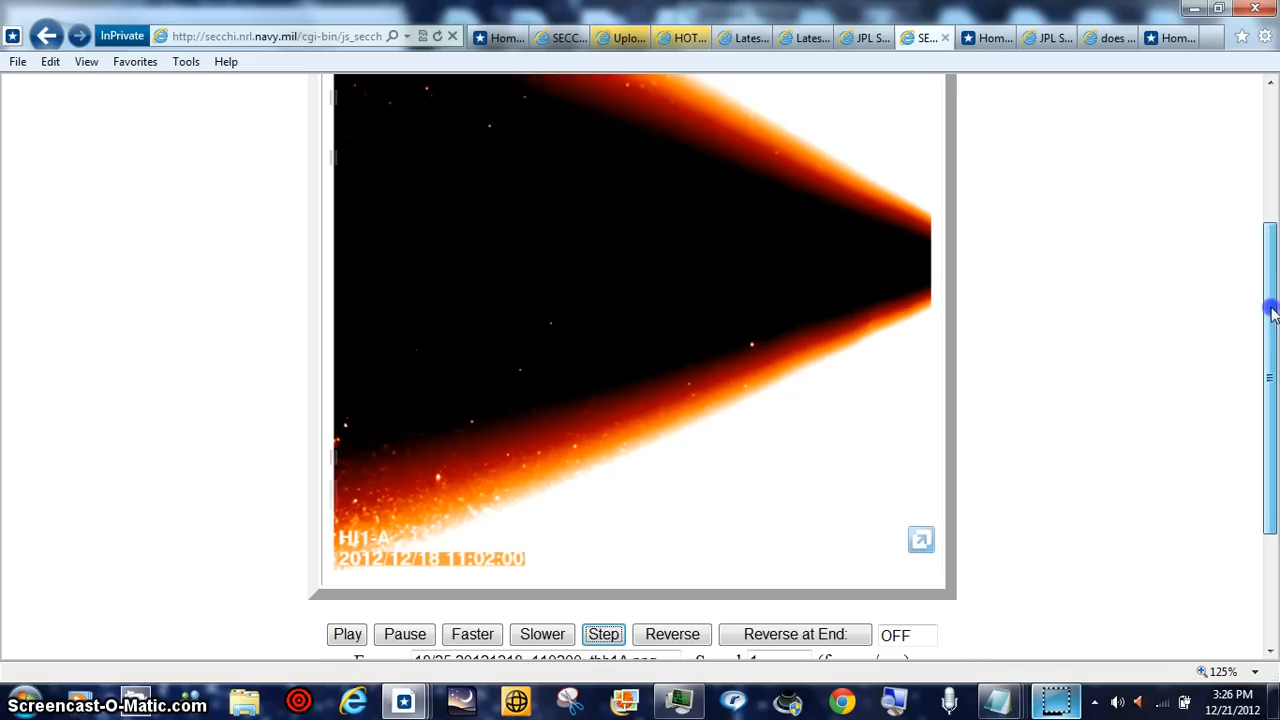 InPrivate
http://secchi.nrl.navy.mil/cgi-bin/js_secch
Hom...
SECC...
Uplo...
HOT...
Lates...
Lates...
JPL S...
SE...
Hom...
JPL S...
does ...
Hom...
File Edit View Favorites Tools Help
HI1-A
2012/12/18 11:02:00
Play Pause Faster Slower Step Reverse Reverse at End: OFF
125%
3:26 PM
12/21/2012
Screencast-O-Matic.com